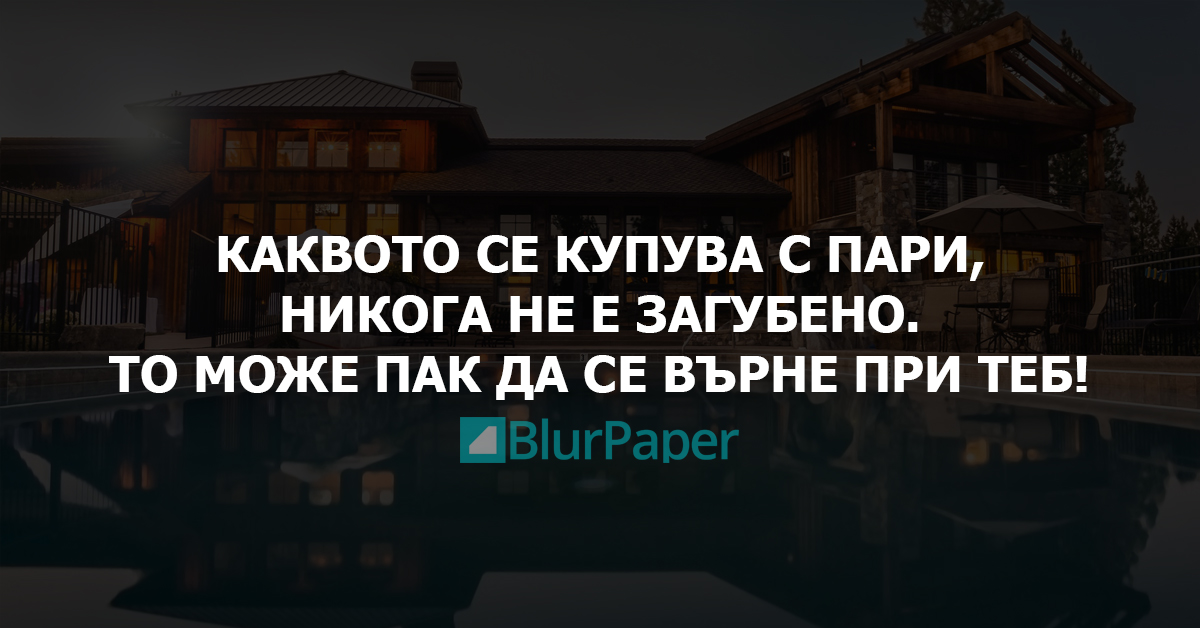 КАКВОТО СЕ КУПУВА С ПАРИ,
НИКОГА НЕ Е ЗАГУБЕНО.
ТО МОЖЕ ПАК ДА СЕ ВЪРНЕ ПРИ ТЕБ!
BlurPaper